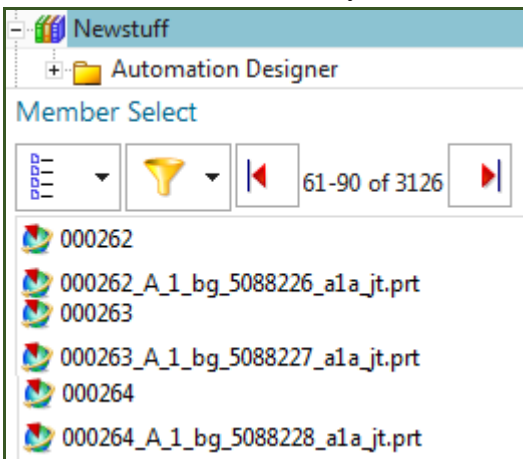 Newstuff
Automation Designer
Member Select
61-90 of 3126
000262
000262_A_1_bg_5088226_a1a_jt.prt
000263
000263_A_1_bg_5088227_a1a_jt.prt
000264
000264_A_1_bg_5088228_a1a_jt.prt